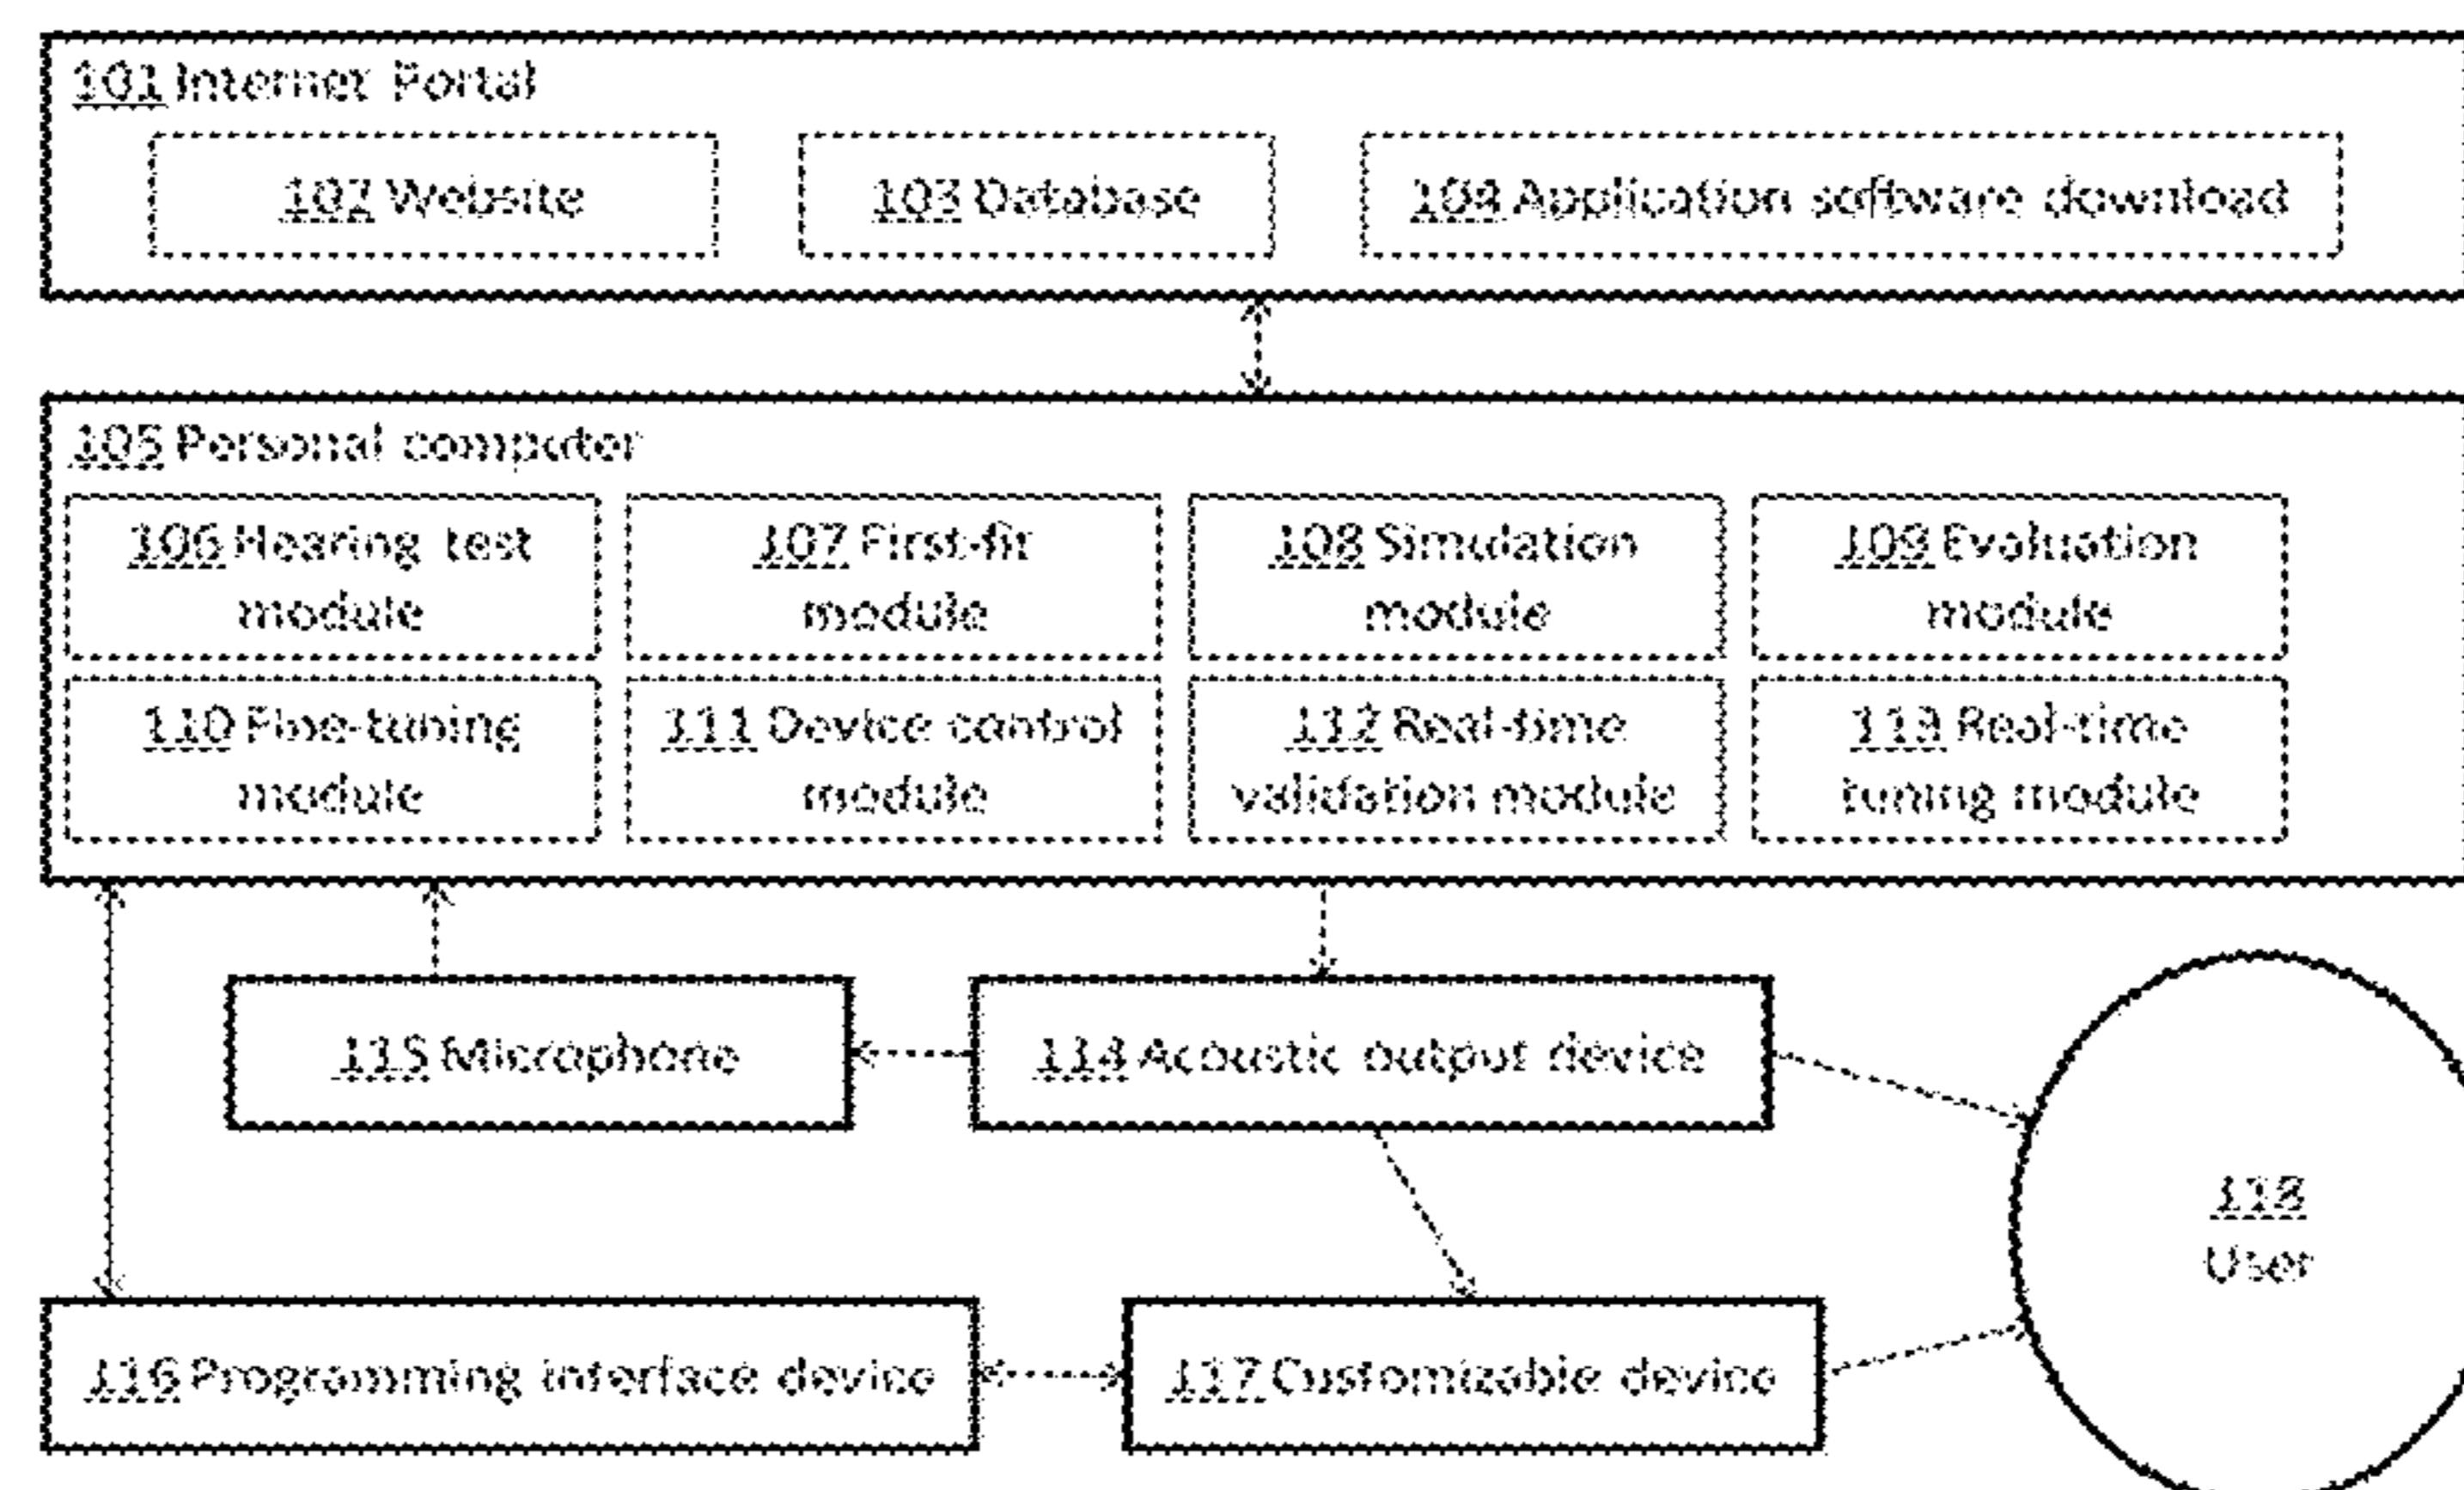 101 Internet Portal
102 Website
103 Database
104 Application software download
105 Personal computer
106 Hearing test
module
107 First-fit
module
108 Simulation
module
109 Evaluation
module
110 Fine-tuning
module
111 Device control
module
112 Real-time
validation module
113 Real-time
tuning module
115 Microphone
114 Acoustic output device
118
User
116 Programming interface device
117 Customizable device